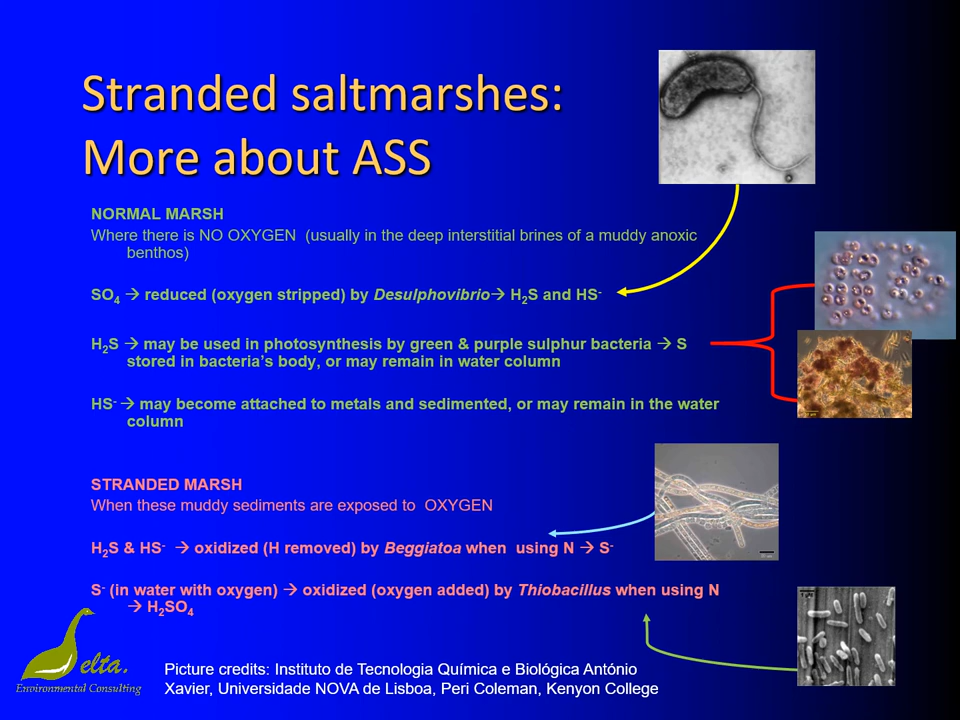 Stranded saltmarshes:
More about ASS
NORMAL MARSH
Where there is NO OXYGEN (usually in the deep interstitial brines of a muddy anoxic
benthos)
SO₄ → reduced (oxygen stripped) by Desulphovibrio→ H₂S and HS⁻
H₂S → may be used in photosynthesis by green & purple sulphur bacteria → S
stored in bacteria's body, or may remain in water column
HS⁻ → may become attached to metals and sedimented, or may remain in the water
column
STRANDED MARSH
When these muddy sediments are exposed to OXYGEN
H₂S & HS⁻ → oxidized (H removed) by Beggiatoa when using N → S⁻
S⁻ (in water with oxygen) → oxidized (oxygen added) by Thiobacillus when using N
→ H₂SO₄
elta.
Environmental Consulting
Picture credits: Instituto de Tecnologia Química e Biológica António
Xavier, Universidade NOVA de Lisboa, Peri Coleman, Kenyon College